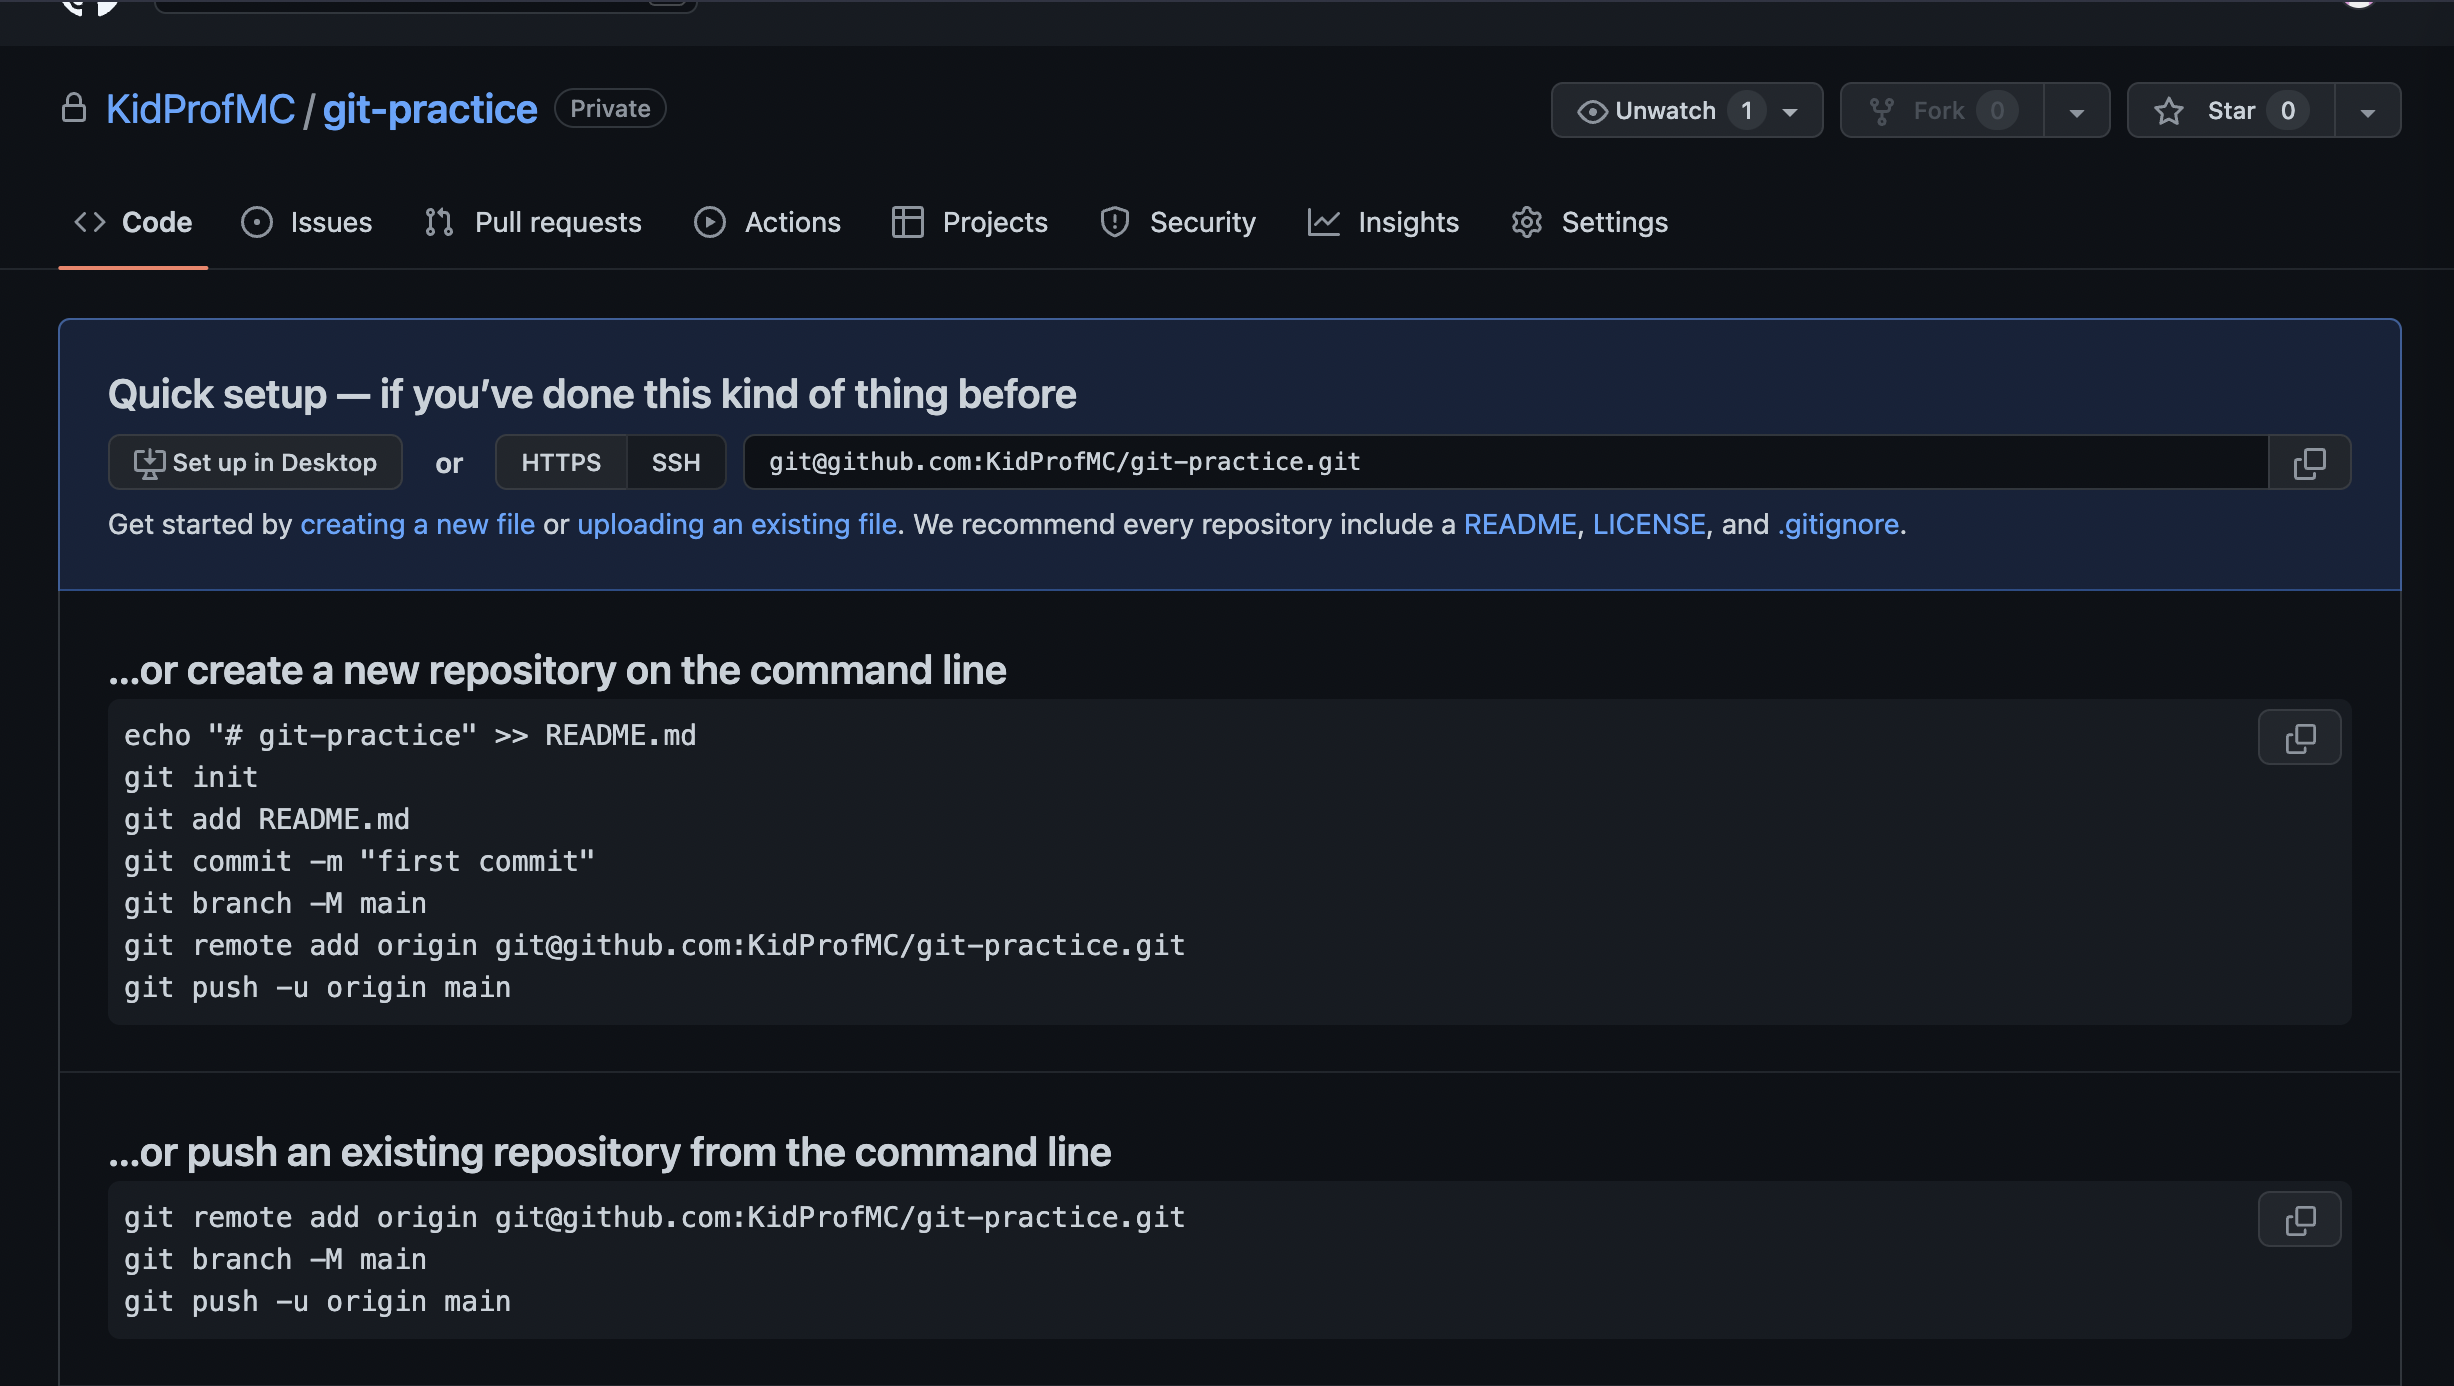 KidProfMC / git-practice Private
Unwatch 1 Fork 0 Star 0
Code Issues Pull requests Actions Projects Security Insights Settings
Quick setup — if you’ve done this kind of thing before
Set up in Desktop or HTTPS SSH git@github.com:KidProfMC/git-practice.git
Get started by creating a new file or uploading an existing file. We recommend every repository include a README, LICENSE, and .gitignore.
…or create a new repository on the command line
echo "# git-practice" >> README.md
git init
git add README.md
git commit -m "first commit"
git branch -M main
git remote add origin git@github.com:KidProfMC/git-practice.git
git push -u origin main
…or push an existing repository from the command line
git remote add origin git@github.com:KidProfMC/git-practice.git
git branch -M main
git push -u origin main